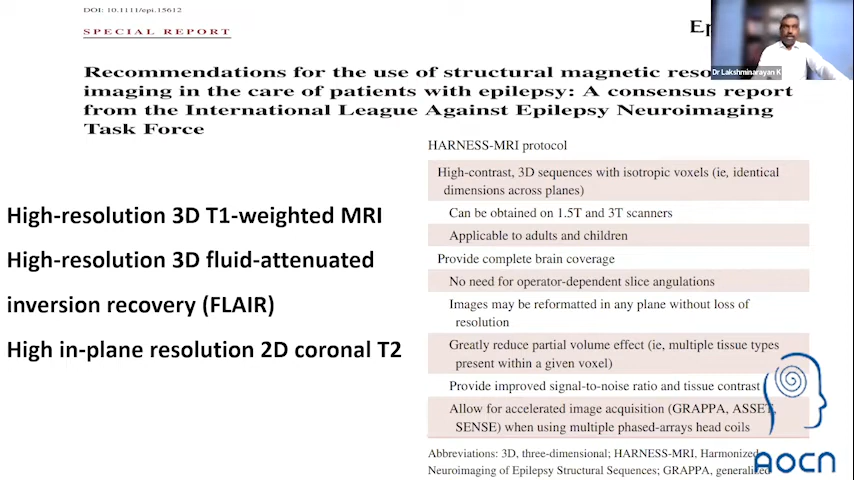 DOI: 10.1111/epi.15612
SPECIAL REPORT
Dr Lakshminarayan K
Recommendations for the use of structural magnetic
imaging in the care of patients with epilepsy: A consensus report
from the International League Against Epilepsy Neuroimaging
Task Force
High-resolution 3D T1-weighted MRI
High-resolution 3D fluid-attenuated
inversion recovery (FLAIR)
High in-plane resolution 2D coronal T2
HARNESS-MRI protocol
High-contrast, 3D sequences with isotropic voxels (ie, identical
dimensions across planes)
Can be obtained on 1.5T and 3T scanners
Applicable to adults and children
Provide complete brain coverage
No need for operator-dependent slice angulations
Images may be reformatted in any plane without loss of
resolution
Greatly reduce partial volume effect (ie, multiple tissue types
present within a given voxel)
Provide improved signal-to-noise ratio and tissue contrast
Allow for accelerated image acquisition (GRAPPA, ASSET,
SENSE) when using multiple phased-arrays head coils
Abbreviations: 3D, three-dimensional; HARNESS-MRI, Harmonized
Neuroimaging of Epilepsy Structural Sequences; GRAPPA, generalized
AOCN